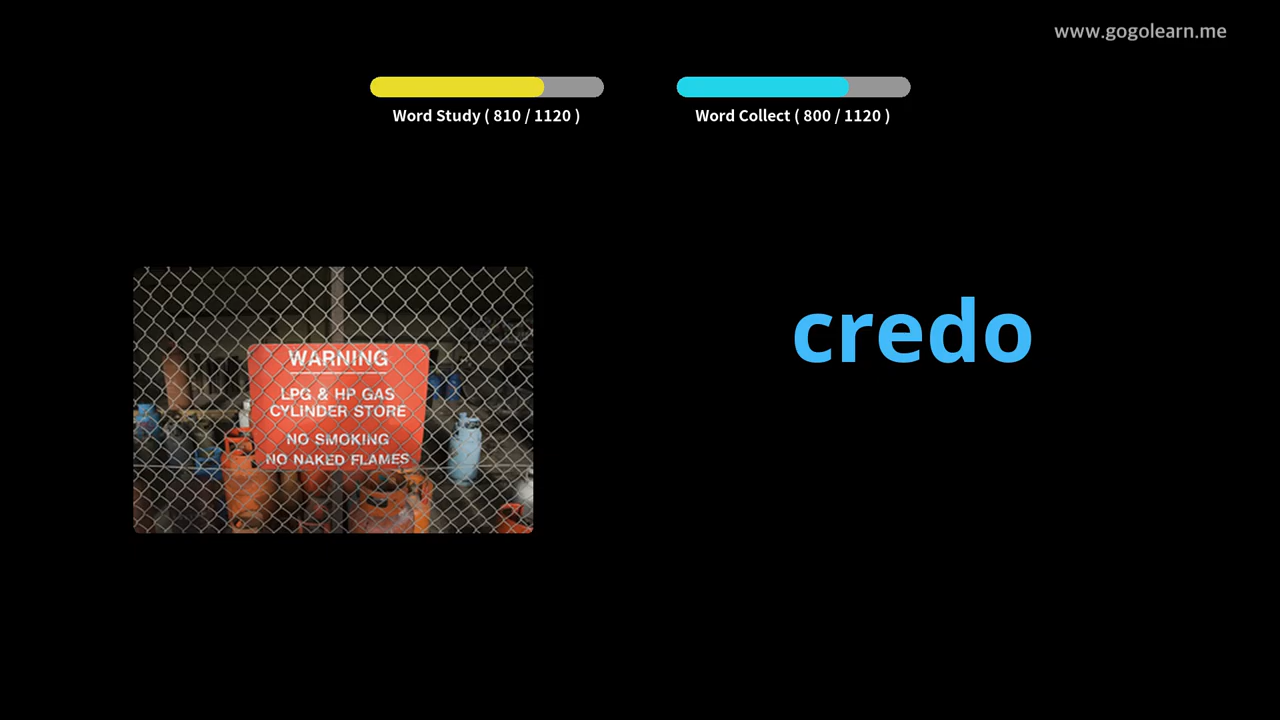 www.gogolearn.me
Word Study ( 810 / 1120 )
Word Collect ( 800 / 1120 )
WARNING
LPG & HP GAS
CYLINDER STORE
NO SMOKING
NO NAKED FLAMES
credo